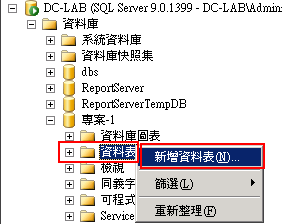 DC-LAB (SQL Server 9.0.1399 - DC-LAB\Admini
資料庫
系統資料庫
資料庫快照集
dbs
ReportServer
ReportServerTempDB
專案-1
資料庫圖表
資料表
新增資料表(N)...
檢視
同義字
篩選(L)
可程式
Service
重新整理(F)